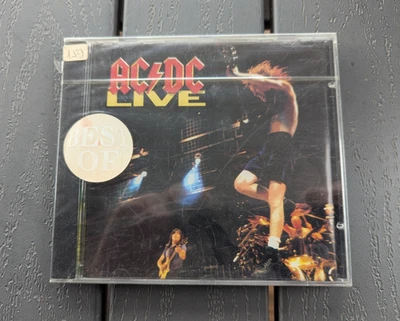 AC/DC
LIVE
BEST
OF